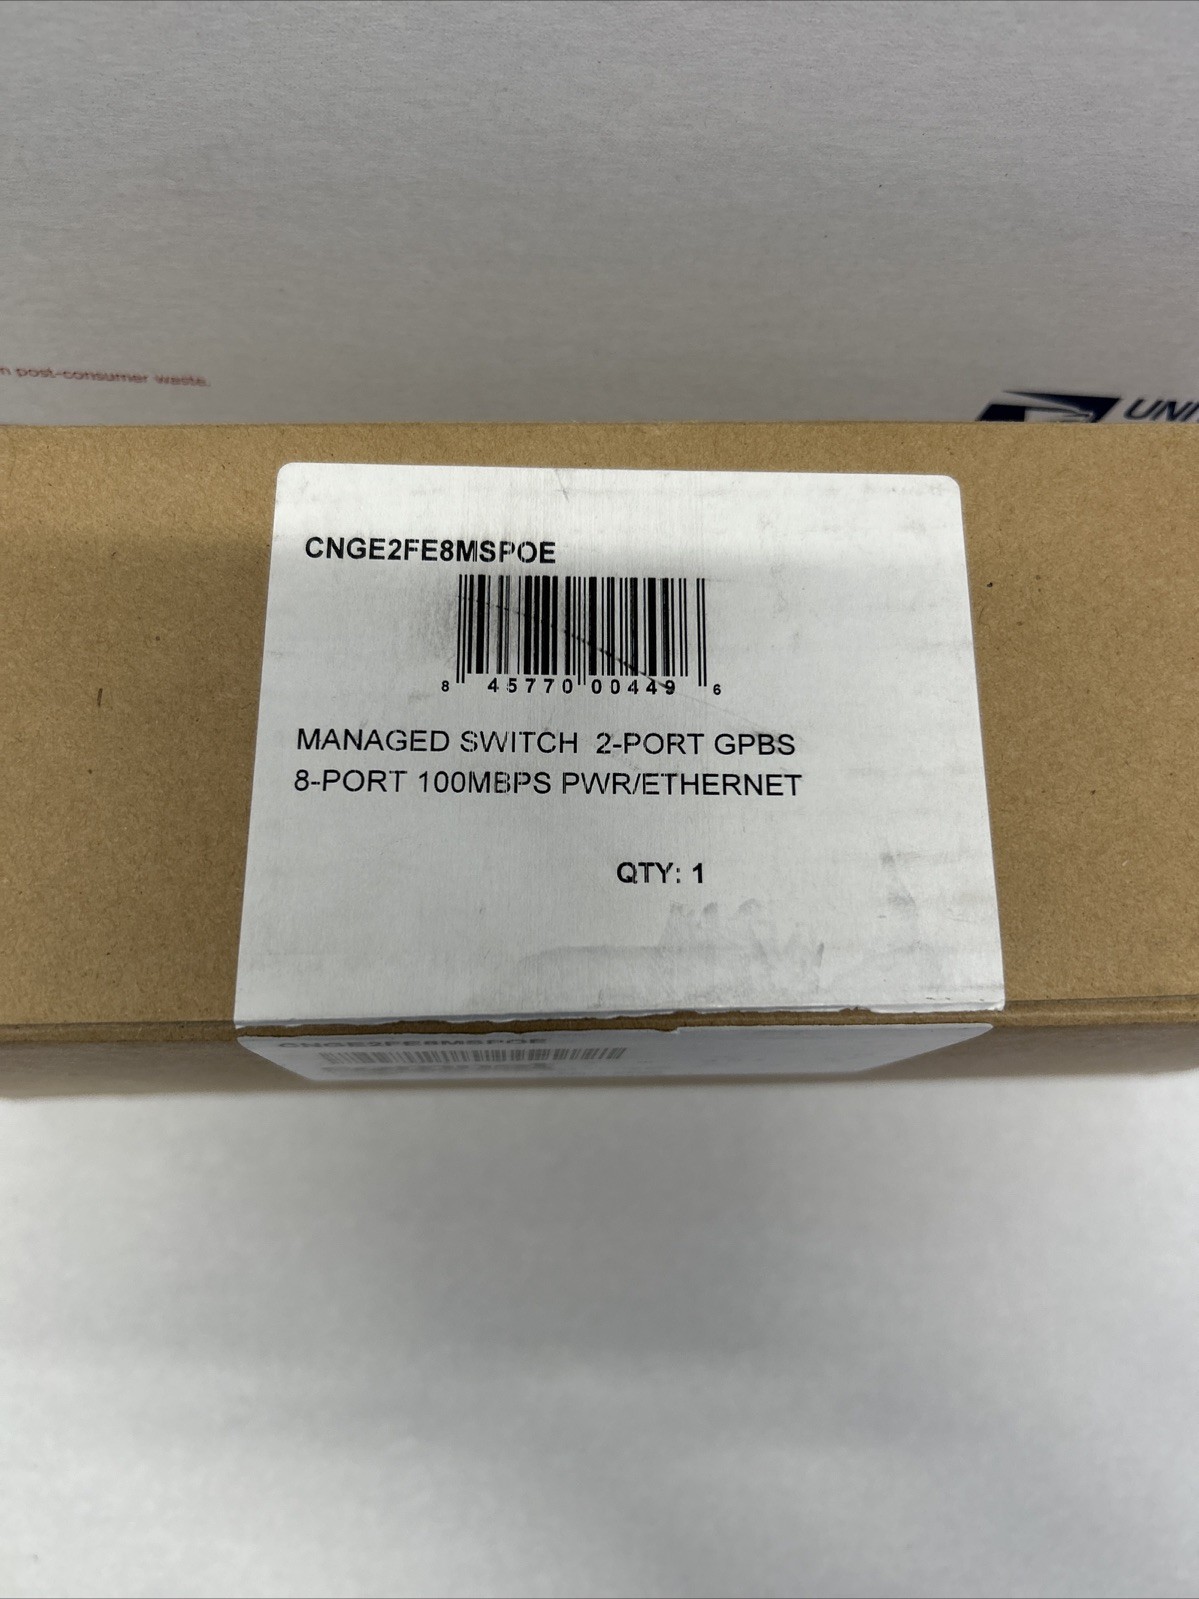 n post-consumer waste.
UNI
CNGE2FE8MSPOE
8 45770 00449 6
MANAGED SWITCH 2-PORT GPBS
8-PORT 100MBPS PWR/ETHERNET
QTY: 1
CNGE2FE8MSPOE